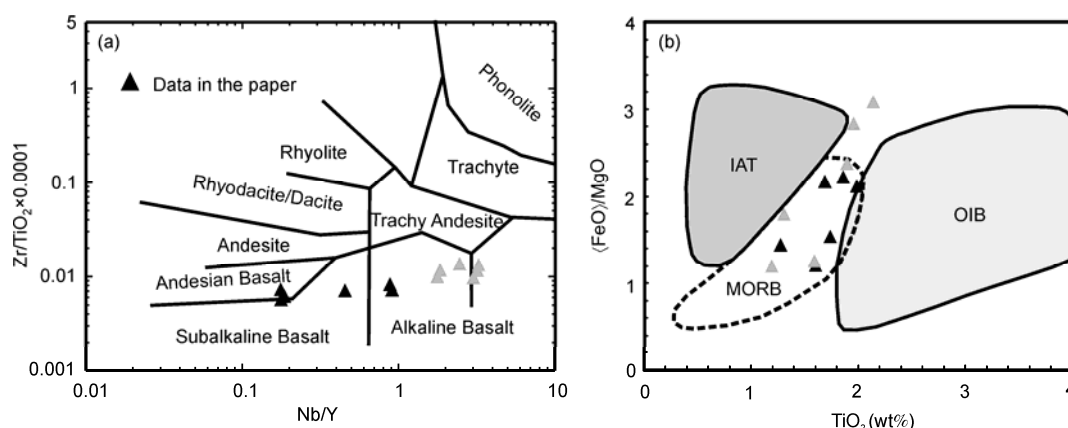 (a)
Data in the paper
Phonolite
Rhyolite
Trachyte
Rhyodacite/Dacite
Trachy Andesite
Andesite
Andesian Basalt
Subalkaline Basalt
Alkaline Basalt
Zr/TiO₂×0.0001
5
1
0.1
0.01
0.001
0.01
0.1
1
10
Nb/Y
(b)
IAT
OIB
MORB
⟨FeO⟩/MgO
4
3
2
1
0
0
1
2
3
4
TiO₂(wt%)